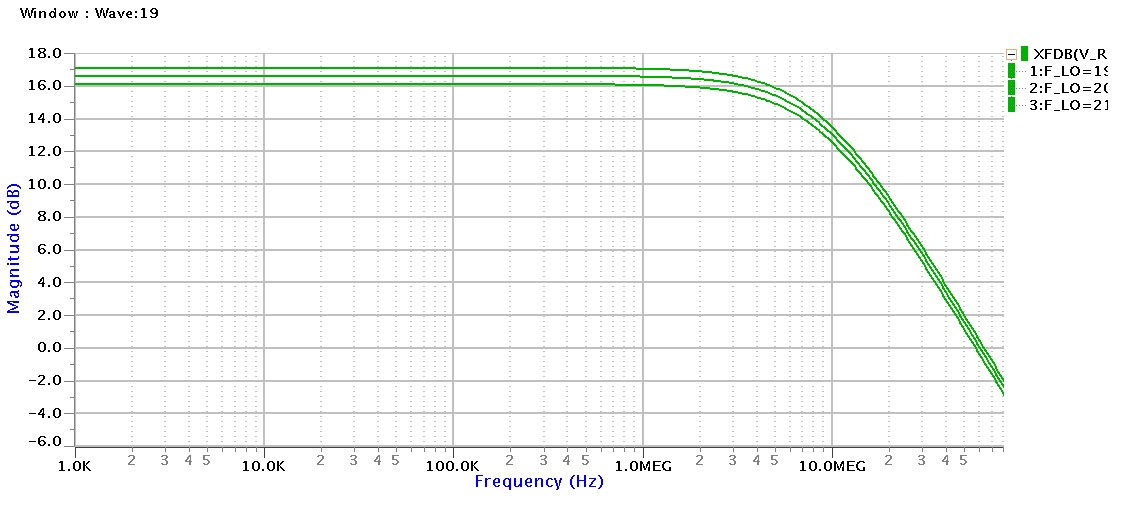 Window : Wave:19
XFDB(V_R
1:F_LO=19
2:F_LO=20
3:F_LO=21
18.0
16.0
14.0
12.0
10.0
8.0
6.0
4.0
2.0
0.0
-2.0
-4.0
-6.0
Magnitude (dB)
1.0K 2 3 4 5 10.0K 2 3 4 5 100.0K 2 3 4 5 1.0MEG 2 3 4 5 10.0MEG 2 3 4 5
Frequency (Hz)